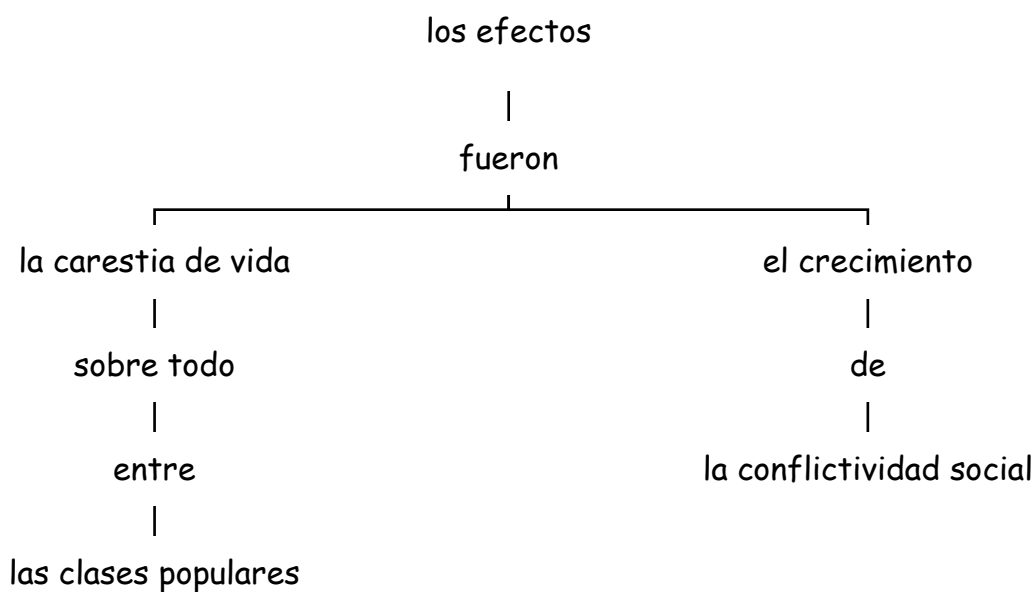 los efectos
fueron
la carestia de vida
el crecimiento
sobre todo
de
entre
la conflictividad social
las clases populares